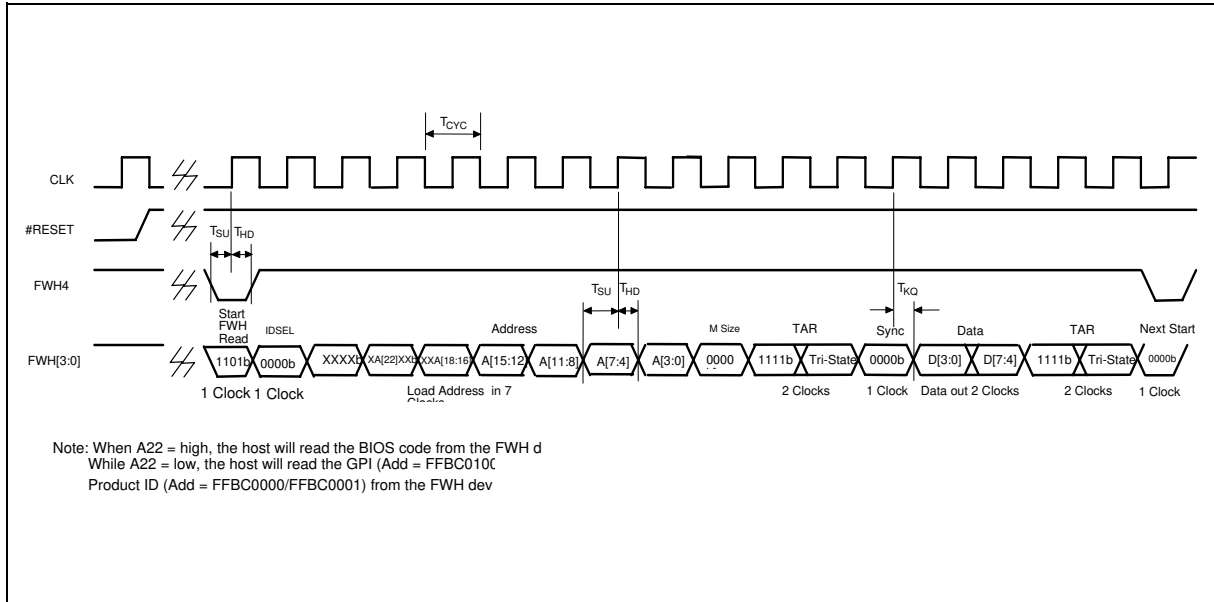 TCYC
CLK
#RESET
TSU THD
FWH4
TSU THD
TKQ
Start
FWH
Read
IDSEL
Address
M Size
TAR
Sync
Data
TAR
Next Start
FWH[3:0]
1101b 0000b XXXXb XA[22]XXb XXA[18:16] A[15:12] A[11:8] A[7:4] A[3:0] 0000 1111b Tri-State 0000b D[3:0] D[7:4] 1111b Tri-State 0000b
1 Clock 1 Clock Load Address in 7 2 Clocks 1 Clock Data out 2 Clocks 2 Clocks 1 Clock
Note: When A22 = high, the host will read the BIOS code from the FWH d
While A22 = low, the host will read the GPI (Add = FFBC0100
Product ID (Add = FFBC0000/FFBC0001) from the FWH dev